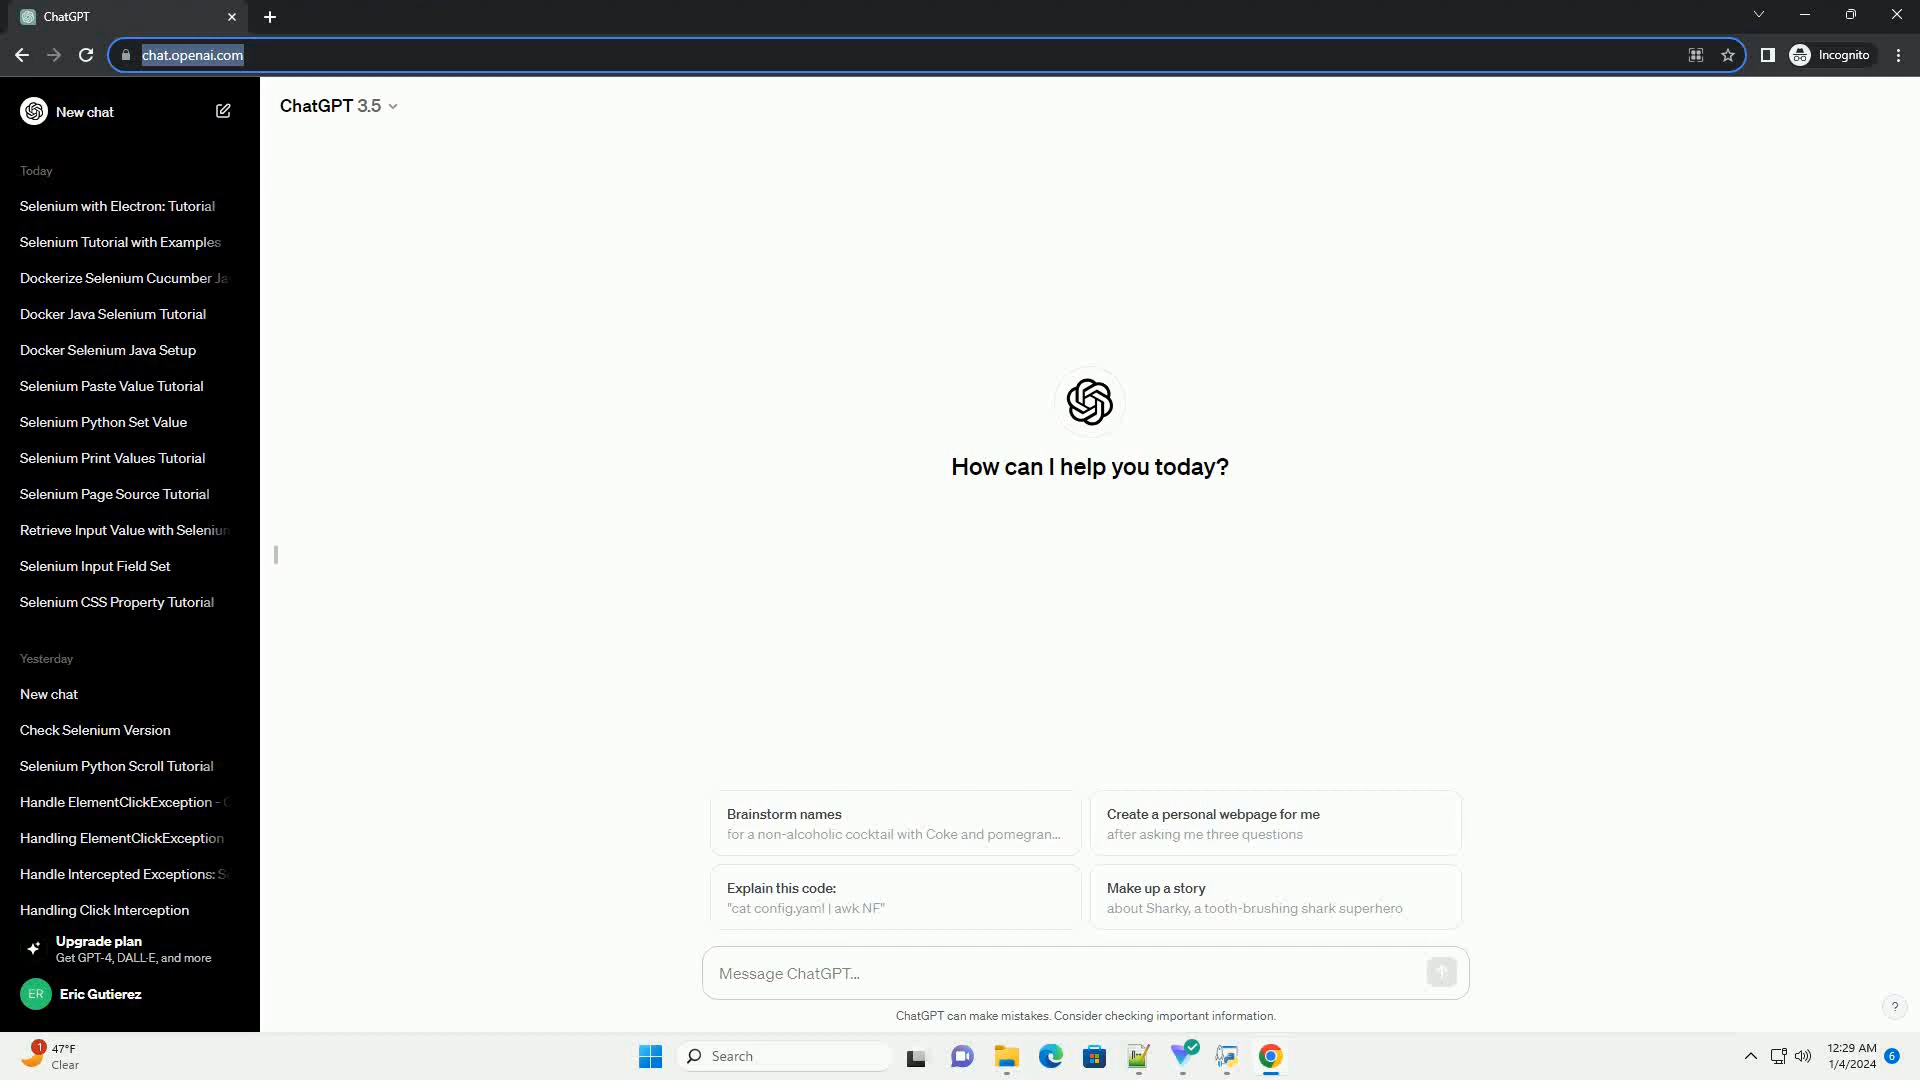 ChatGPT
chat.openai.com
Incognito
New chat
ChatGPT 3.5
Today
Selenium with Electron: Tutorial
Selenium Tutorial with Examples
Dockerize Selenium Cucumber Ja
Docker Java Selenium Tutorial
Docker Selenium Java Setup
Selenium Paste Value Tutorial
Selenium Python Set Value
Selenium Print Values Tutorial
Selenium Page Source Tutorial
Retrieve Input Value with Selenium
Selenium Input Field Set
Selenium CSS Property Tutorial
Yesterday
New chat
Check Selenium Version
Selenium Python Scroll Tutorial
Handle ElementClickException - C
Handling ElementClickException
Handle Intercepted Exceptions: Se
Handling Click Interception
Upgrade plan
Get GPT-4, DALL·E, and more
ER
Eric Gutierez
How can I help you today?
Brainstorm names
for a non-alcoholic cocktail with Coke and pomegran...
Create a personal webpage for me
after asking me three questions
Explain this code:
"cat config.yaml | awk NF"
Make up a story
about Sharky, a tooth-brushing shark superhero
Message ChatGPT...
ChatGPT can make mistakes. Consider checking important information.
?
1
47°F
Clear
Search
12:29 AM
1/4/2024
6